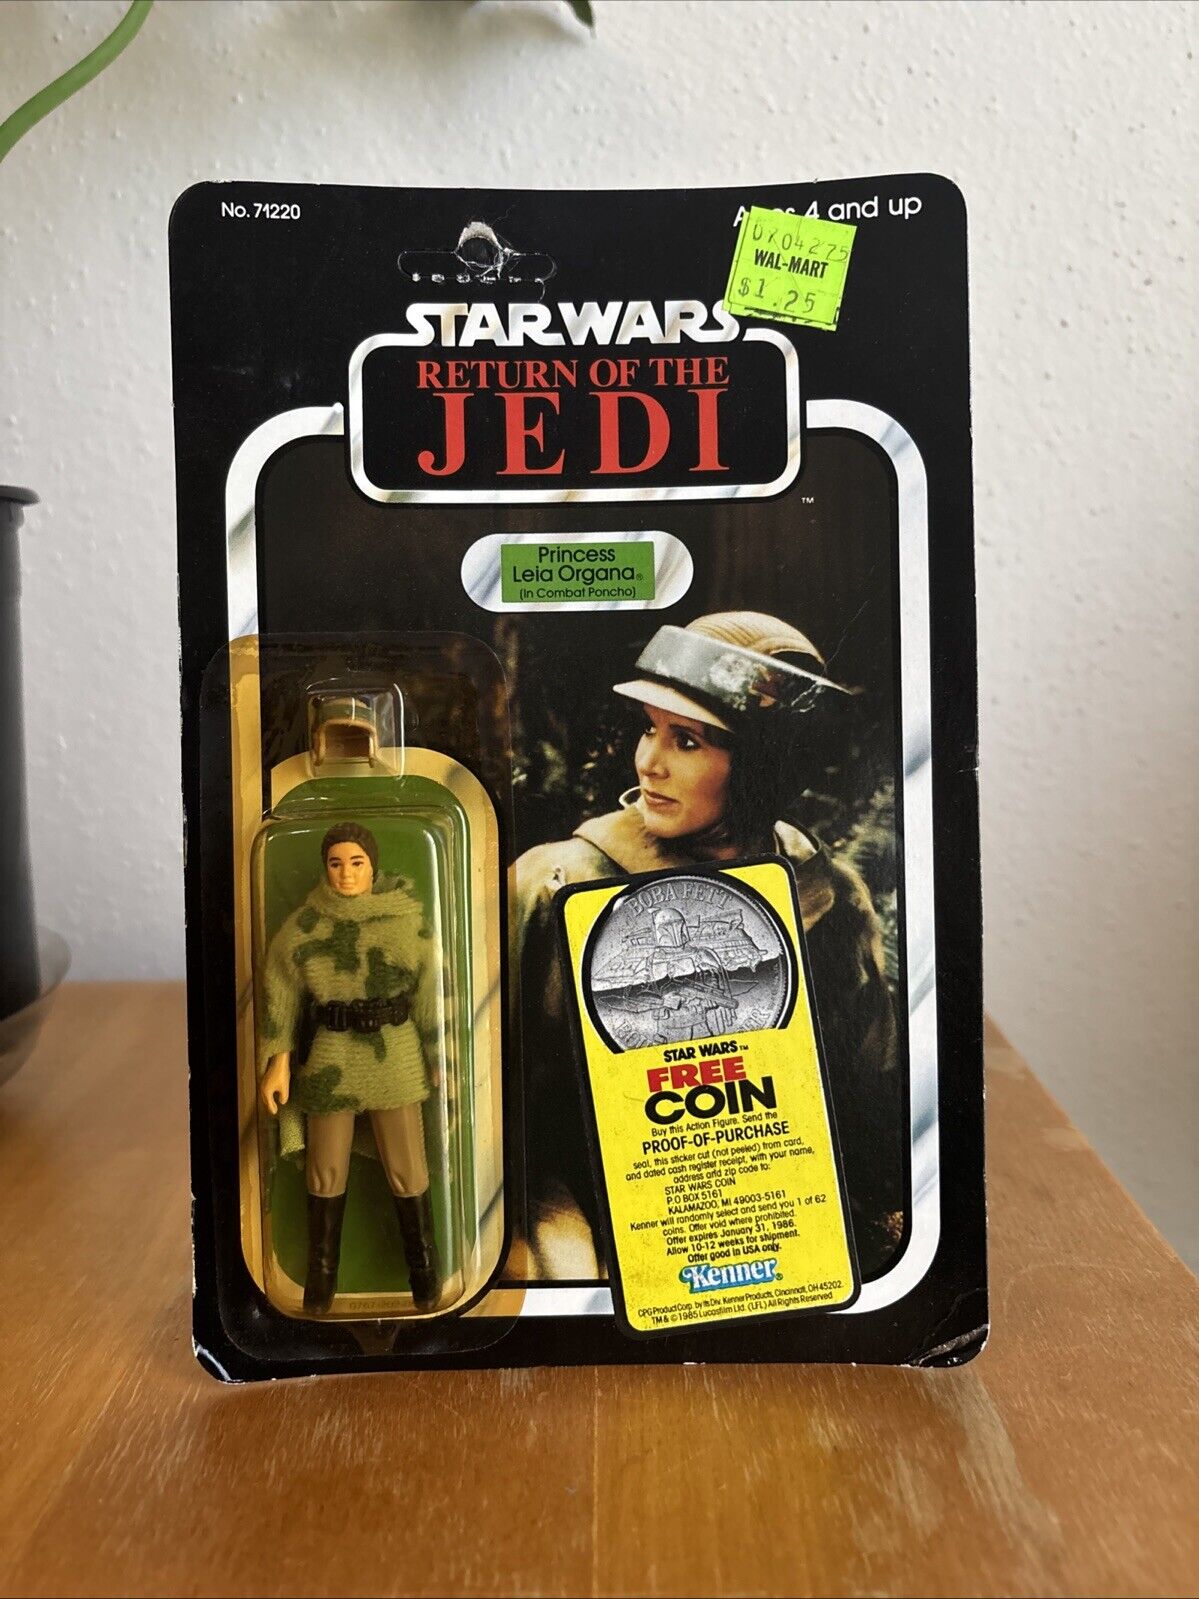 No. 71220
4 and up
WAL-MART
$1.25
STAR WARS
RETURN OF THE
JEDI
™
Princess
Leia Organa®
(In Combat Poncho)
BOBA FETT
STAR WARS™
FREE
COIN
Buy this Action Figure. Send the
PROOF-OF-PURCHASE
seal, this sticker cut (not peeled) from card,
and dated cash register receipt, with your name,
address and zip code to:
STAR WARS COIN
P.O BOX 5161
KALAMAZOO, MI 49003-5161
Kenner will randomly select and send you 1 of 62
coins. Offer void where prohibited.
Offer expires January 31, 1986.
Allow 10-12 weeks for shipment.
Offer good in USA only.
Kenner®
CPG Product Corp. by its Div. Kenner Products, Cincinnati, OH 45202.
TM & © 1985 Lucasfilm Ltd. (LFL) All Rights Reserved